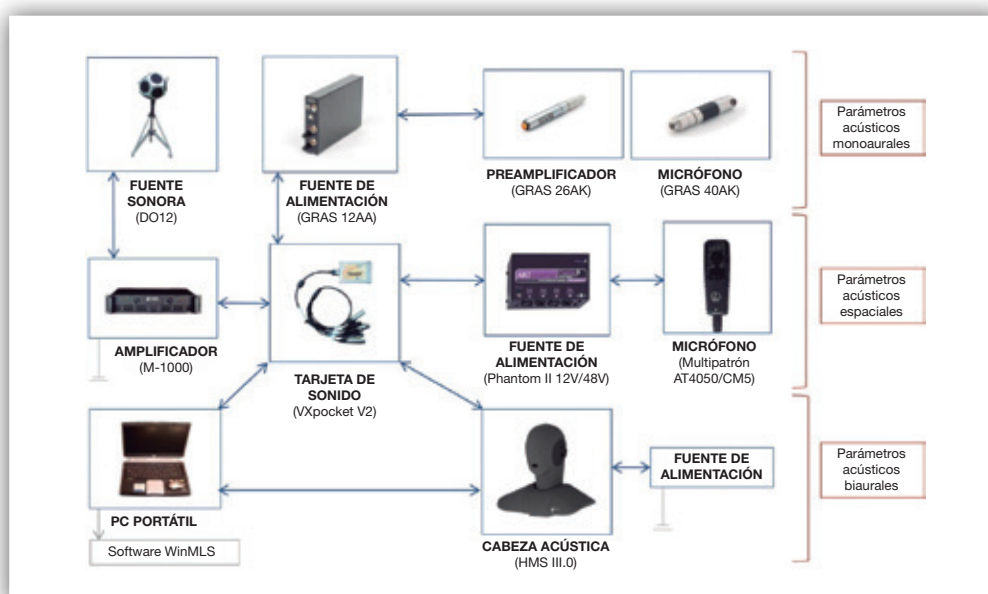 FUENTE
SONORA
(DO12)
FUENTE DE
ALIMENTACIÓN
(GRAS 12AA)
PREAMPLIFICADOR
(GRAS 26AK)
MICRÓFONO
(GRAS 40AK)
Parámetros
acústicos
monoaurales
AMPLIFICADOR
(M-1000)
TARJETA DE
SONIDO
(VXpocket V2)
FUENTE DE
ALIMENTACIÓN
(Phantom II 12V/48V)
MICRÓFONO
(Multipatrón
AT4050/CM5)
Parámetros
acústicos
espaciales
PC PORTÁTIL
Software WinMLS
CABEZA ACÚSTICA
(HMS III.0)
FUENTE DE
ALIMENTACIÓN
Parámetros
acústicos
biaurales